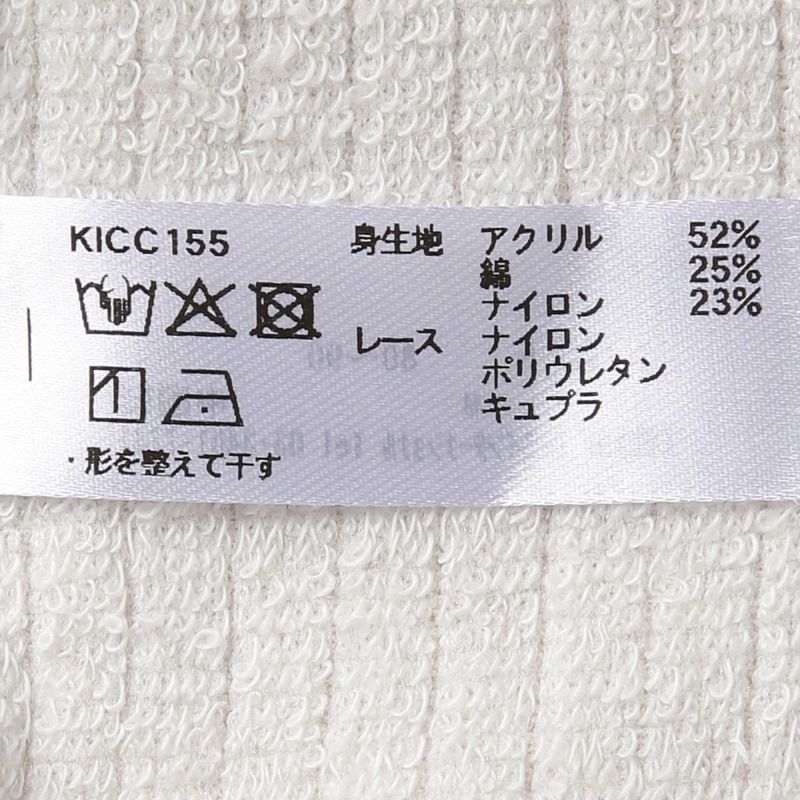 KICC155
身生地 アクリル 52%
綿 25%
ナイロン 23%
レース ナイロン
ポリウレタン
キュプラ
・形を整えて干す